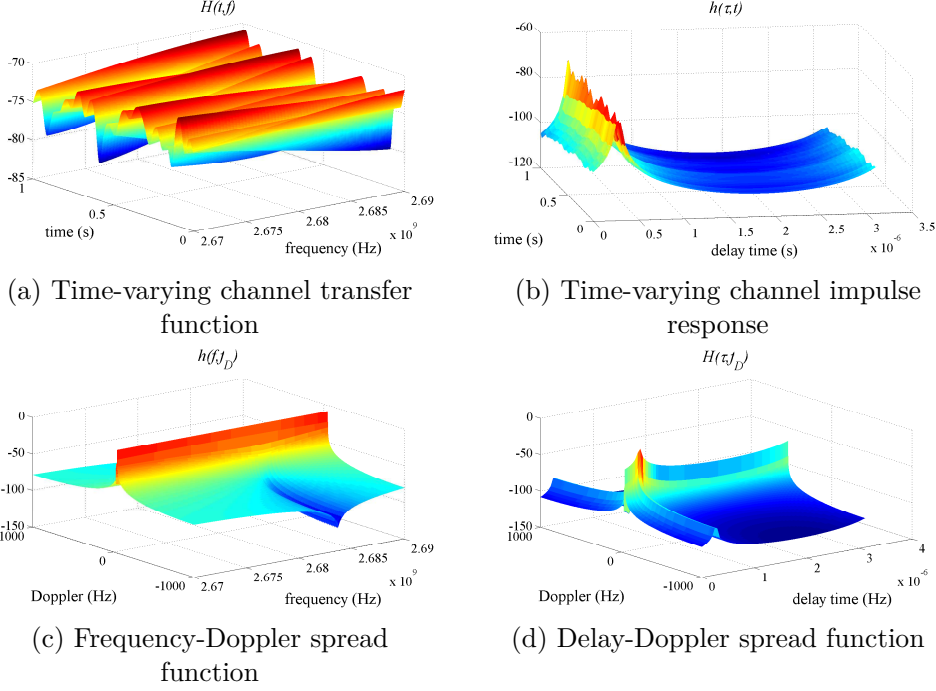 H(t,f)
-70
-75
-80
-85
1
0.5
0
time (s)
2.67
2.675
2.68
2.685
2.69
x 10^9
frequency (Hz)
h(τ,t)
-60
-80
-100
-120
1
0.5
0
time (s)
0
0.5
1
1.5
2
2.5
3
3.5
x 10^-6
delay time (s)
(a) Time-varying channel transfer
function
(b) Time-varying channel impulse
response
h(f,f_D)
0
-50
-100
-150
1000
0
-1000
Doppler (Hz)
2.67
2.675
2.68
2.685
2.69
x 10^9
frequency (Hz)
H(τ,f_D)
0
-50
-100
-150
1000
0
-1000
Doppler (Hz)
0
1
2
3
4
x 10^-6
delay time (Hz)
(c) Frequency-Doppler spread
function
(d) Delay-Doppler spread function